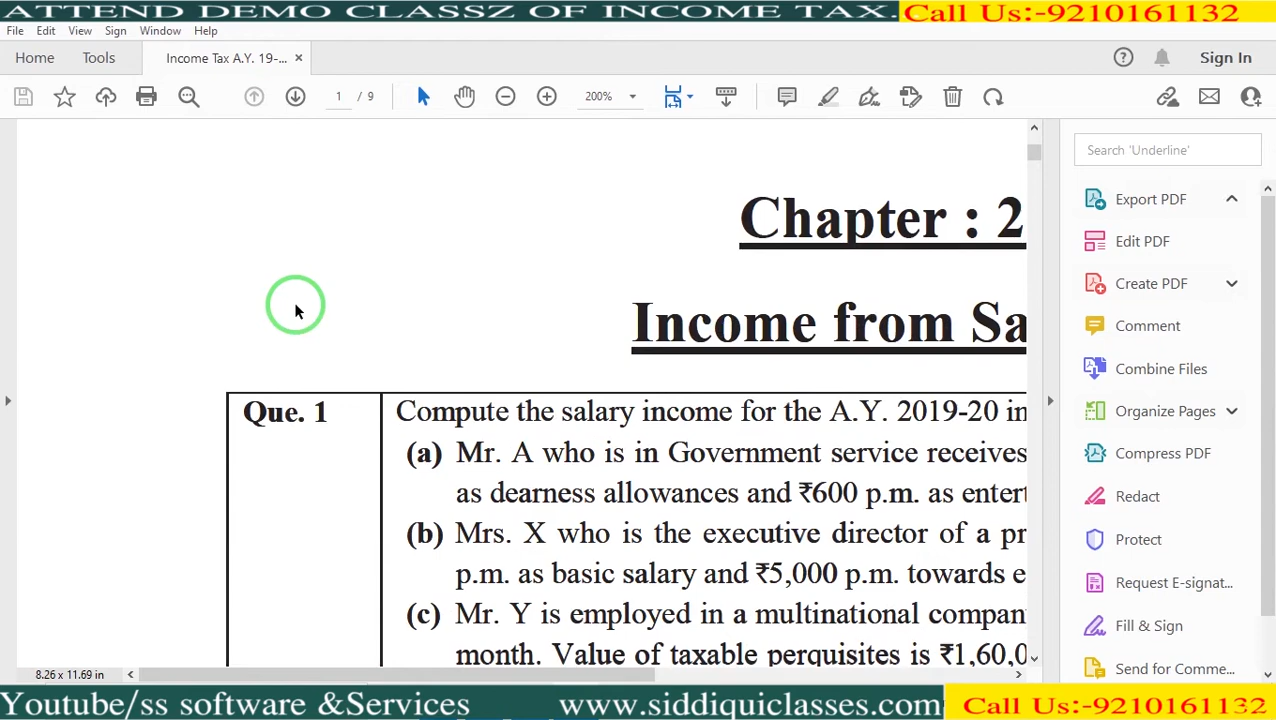 ATTEND DEMO CLASSZ OF INCOME TAX.
Call Us:-9210161132
File Edit View Sign Window Help
Home Tools Income Tax A.Y. 19-... × Sign In
1 / 9 200%
Search 'Underline'
Chapter : 2
Export PDF
Edit PDF
Create PDF
Income from Sa
Comment
Combine Files
Que. 1 Compute the salary income for the A.Y. 2019-20 in
Organize Pages
(a) Mr. A who is in Government service receives
Compress PDF
as dearness allowances and ₹600 p.m. as entert
Redact
(b) Mrs. X who is the executive director of a pr
Protect
p.m. as basic salary and ₹5,000 p.m. towards e
Request E-signat...
(c) Mr. Y is employed in a multinational compan
Fill & Sign
month. Value of taxable perquisites is ₹1,60,0
Send for Comme...
8.26 x 11.69 in
Youtube/ss software &Services www.siddiquiclasses.com Call Us:-9210161132